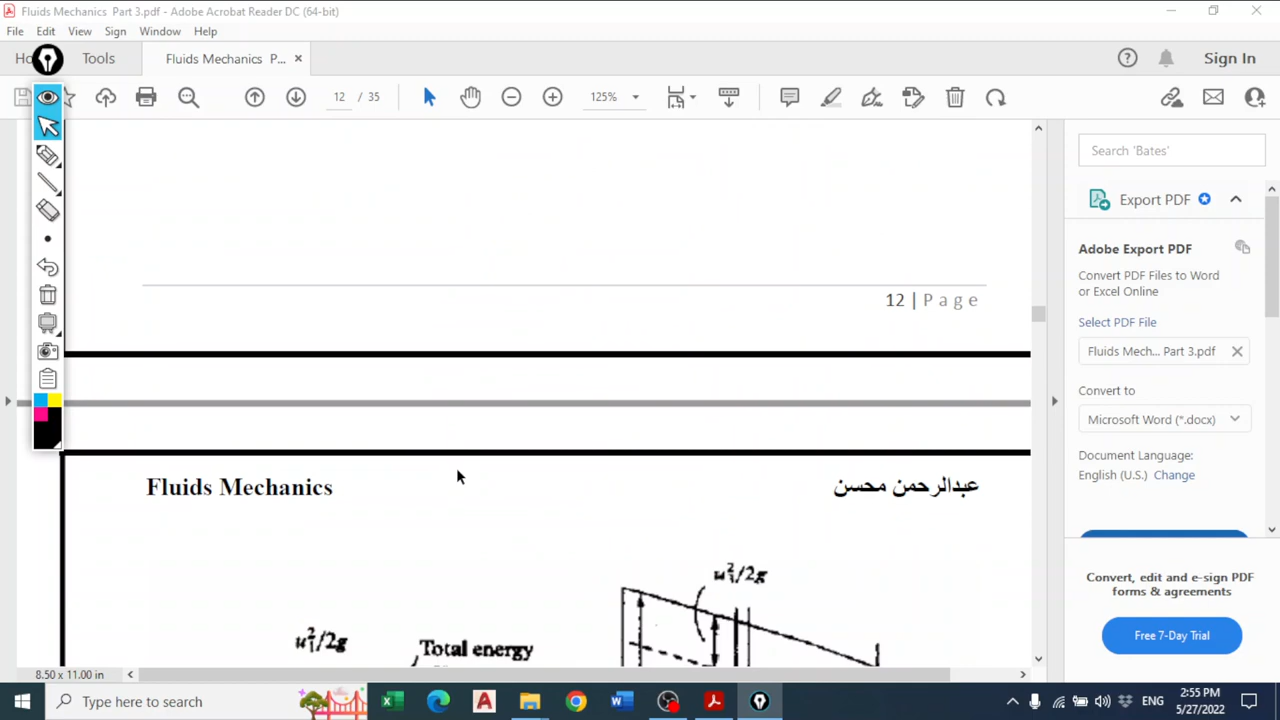 Fluids Mechanics Part 3.pdf - Adobe Acrobat Reader DC (64-bit)
File Edit View Sign Window Help
Tools
Fluids Mechanics P...
Sign In
12 / 35
125%
Search 'Bates'
Export PDF
Adobe Export PDF
Convert PDF Files to Word
or Excel Online
Select PDF File
Fluids Mech... Part 3.pdf
Convert to
Microsoft Word (*.docx)
Document Language:
English (U.S.) Change
Convert, edit and e-sign PDF
forms & agreements
Free 7-Day Trial
12 | Page
Fluids Mechanics
عبدالرحمن محسن
u₁²/2g
u₁²/2g
Total energy
8.50 x 11.00 in
Type here to search
ENG
2:55 PM
5/27/2022